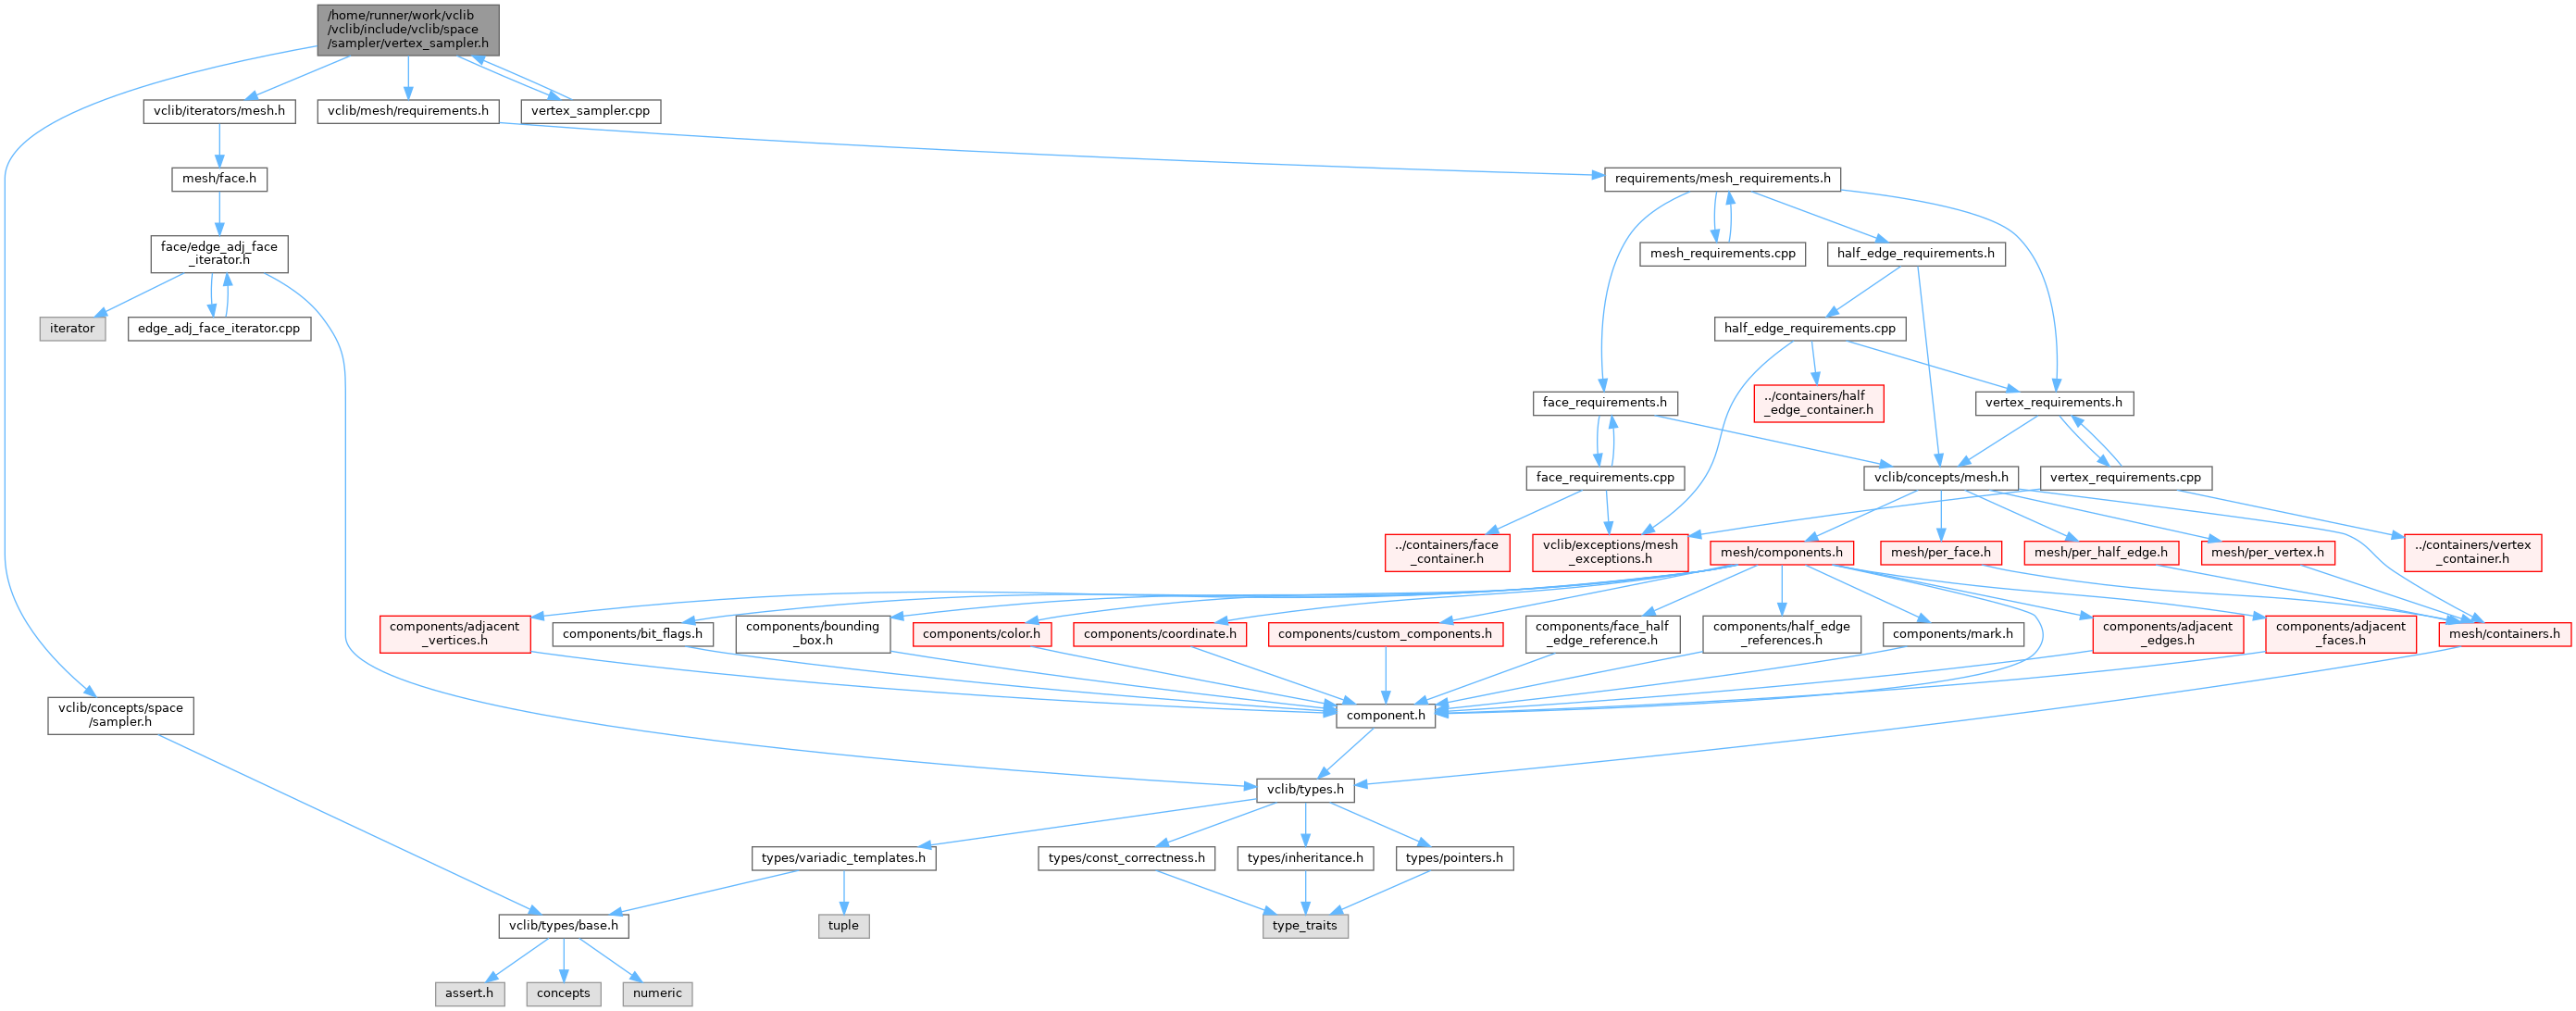 /home/runner/work/vclib
/vclib/include/vclib/space
/sampler/vertex_sampler.h
vclib/iterators/mesh.h
vclib/mesh/requirements.h
vertex_sampler.cpp
mesh/face.h
requirements/mesh_requirements.h
face/edge_adj_face
_iterator.h
mesh_requirements.cpp
half_edge_requirements.h
iterator
edge_adj_face_iterator.cpp
half_edge_requirements.cpp
face_requirements.h
../containers/half
_edge_container.h
vertex_requirements.h
face_requirements.cpp
vclib/concepts/mesh.h
vertex_requirements.cpp
../containers/face
_container.h
vclib/exceptions/mesh
_exceptions.h
mesh/components.h
mesh/per_face.h
mesh/per_half_edge.h
mesh/per_vertex.h
../containers/vertex
_container.h
components/adjacent
_vertices.h
components/bit_flags.h
components/bounding
_box.h
components/color.h
components/coordinate.h
components/custom_components.h
components/face_half
_edge_reference.h
components/half_edge
_references.h
components/mark.h
components/adjacent
_edges.h
components/adjacent
_faces.h
mesh/containers.h
vclib/concepts/space
/sampler.h
component.h
vclib/types.h
types/variadic_templates.h
types/const_correctness.h
types/inheritance.h
types/pointers.h
vclib/types/base.h
tuple
type_traits
assert.h
concepts
numeric